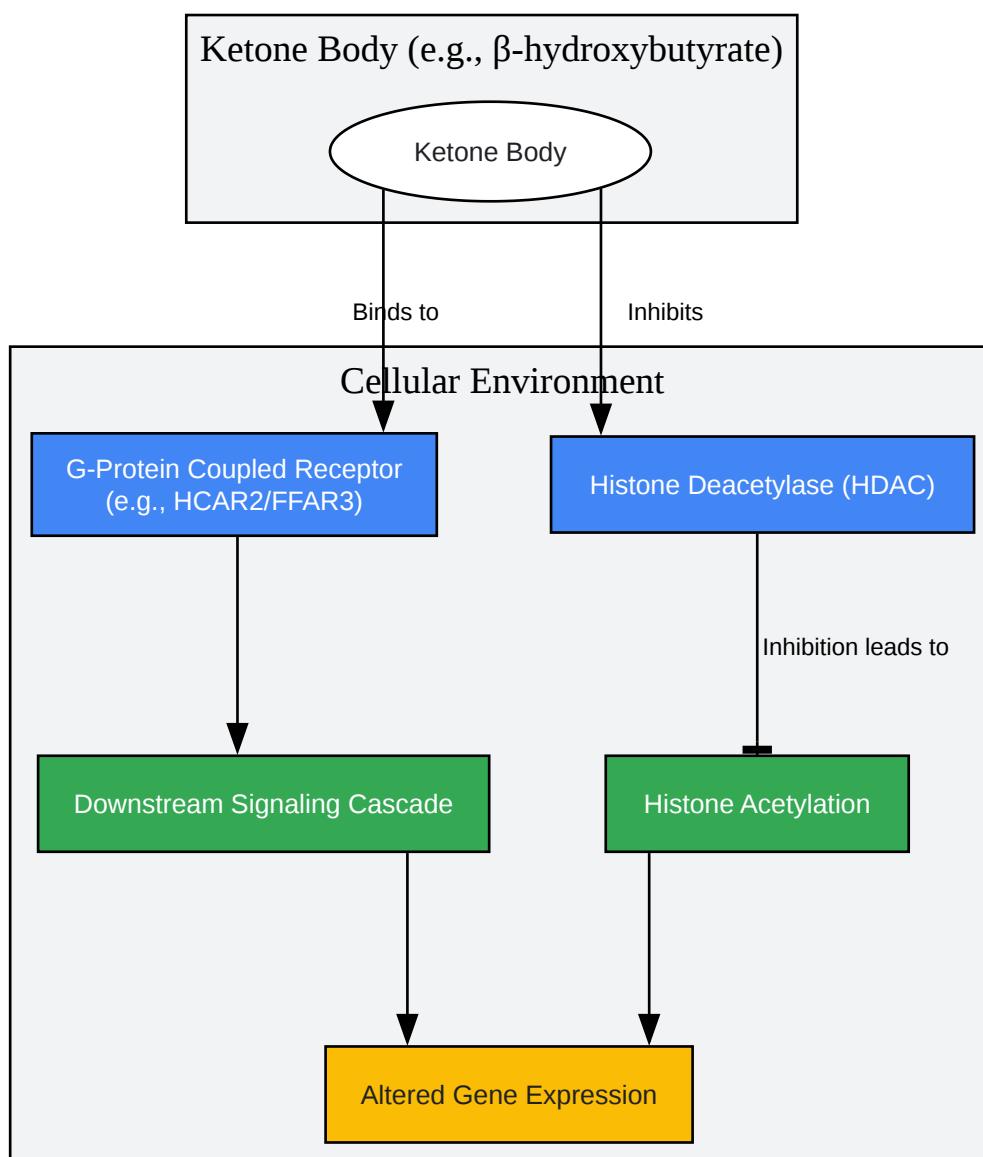 Ketone Body (e.g., β-hydroxybutyrate)
Ketone Body
Binds to
Inhibits
Cellular Environment
G-Protein Coupled Receptor
(e.g., HCAR2/FFAR3)
Histone Deacetylase (HDAC)
Inhibition leads to
Downstream Signaling Cascade
Histone Acetylation
Altered Gene Expression